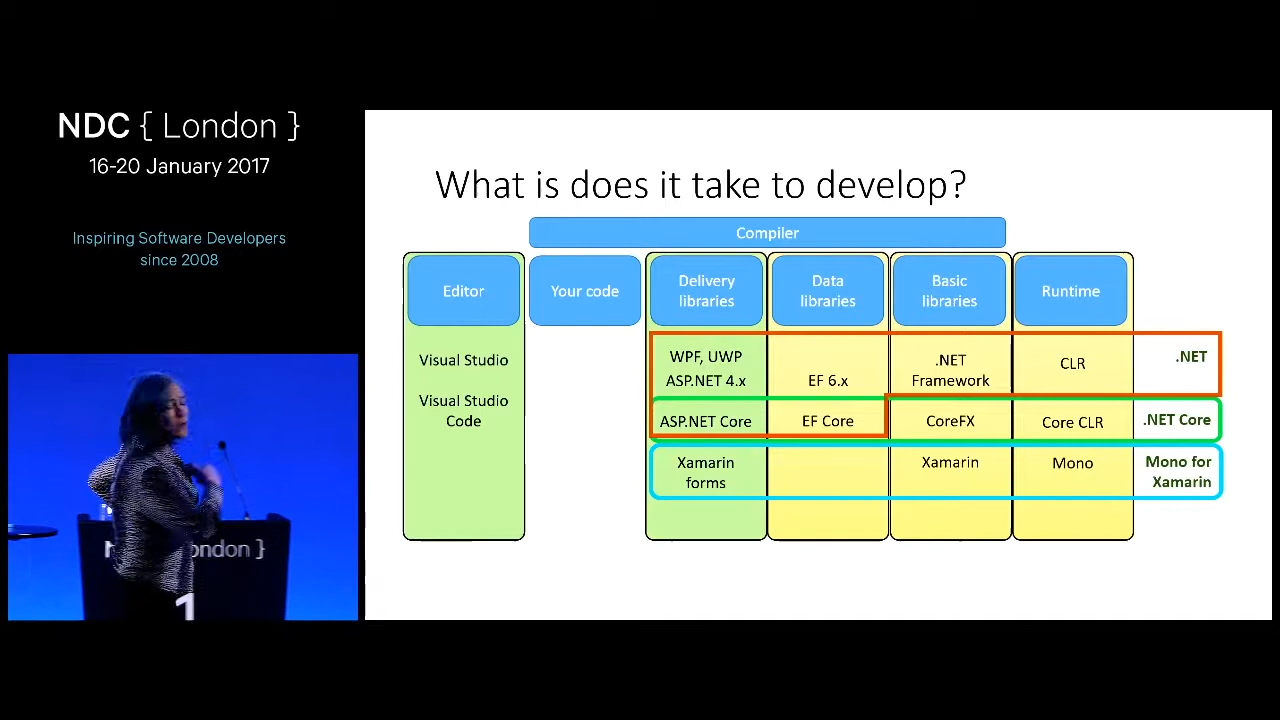 NDC { London }
16-20 January 2017
Inspiring Software Developers
since 2008
What is does it take to develop?
Compiler
Editor
Your code
Delivery
libraries
Data
libraries
Basic
libraries
Runtime
Visual Studio
Visual Studio
Code
WPF, UWP
ASP.NET 4.x
EF 6.x
.NET
Framework
CLR
.NET
ASP.NET Core
EF Core
CoreFX
Core CLR
.NET Core
Xamarin
forms
Xamarin
Mono
Mono for
Xamarin
London }
1